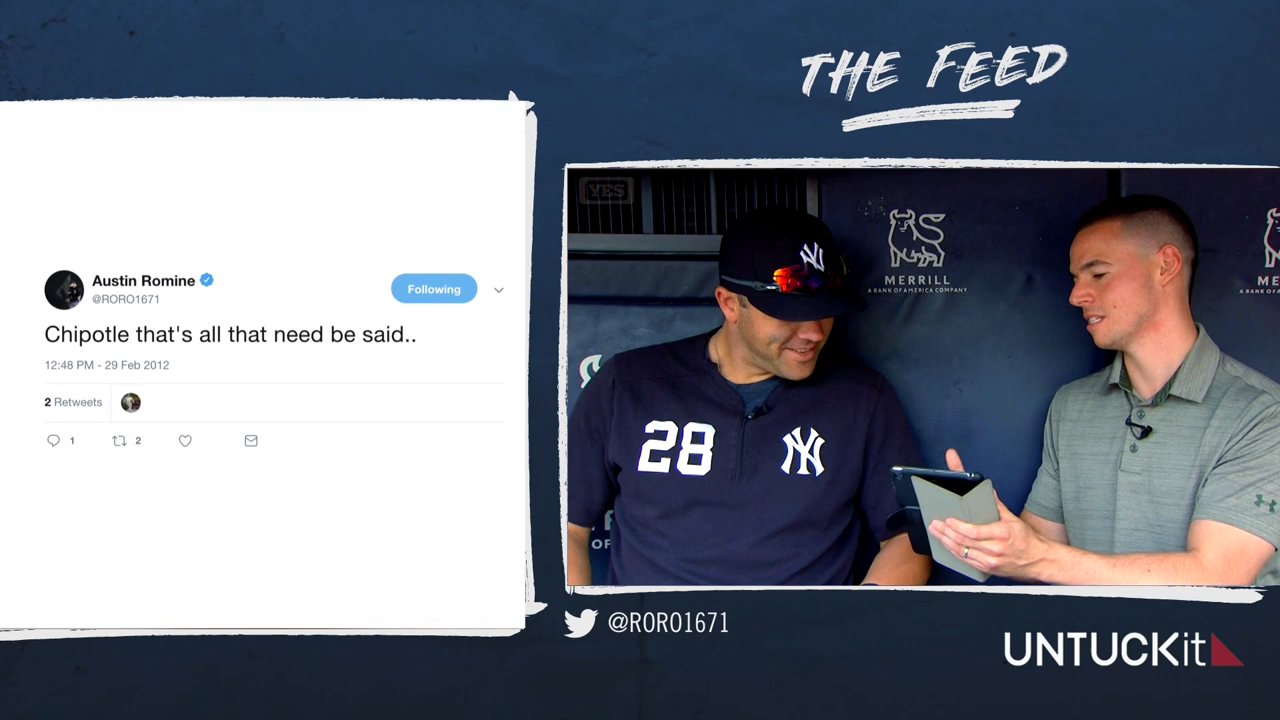 THE FEED
Austin Romine
@RORO1671
Following
Chipotle that's all that need be said..
12:48 PM - 29 Feb 2012
2 Retweets
1
2
YES
NY
MERRILL
A BANK OF AMERICA COMPANY
28
NY
OF
@RORO1671
UNTUCKit